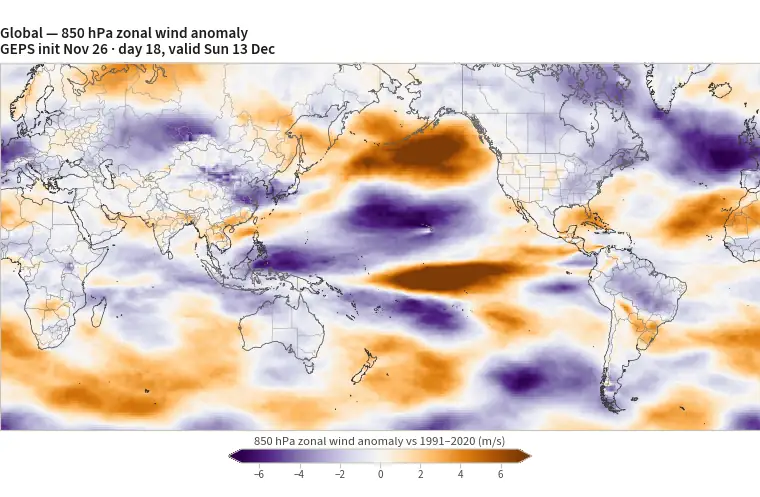 Global — 850 hPa zonal wind anomaly
GEPS init Nov 26 · day 18, valid Sun 13 Dec
850 hPa zonal wind anomaly vs 1991–2020 (m/s)
−6 −4 −2 0 2 4 6